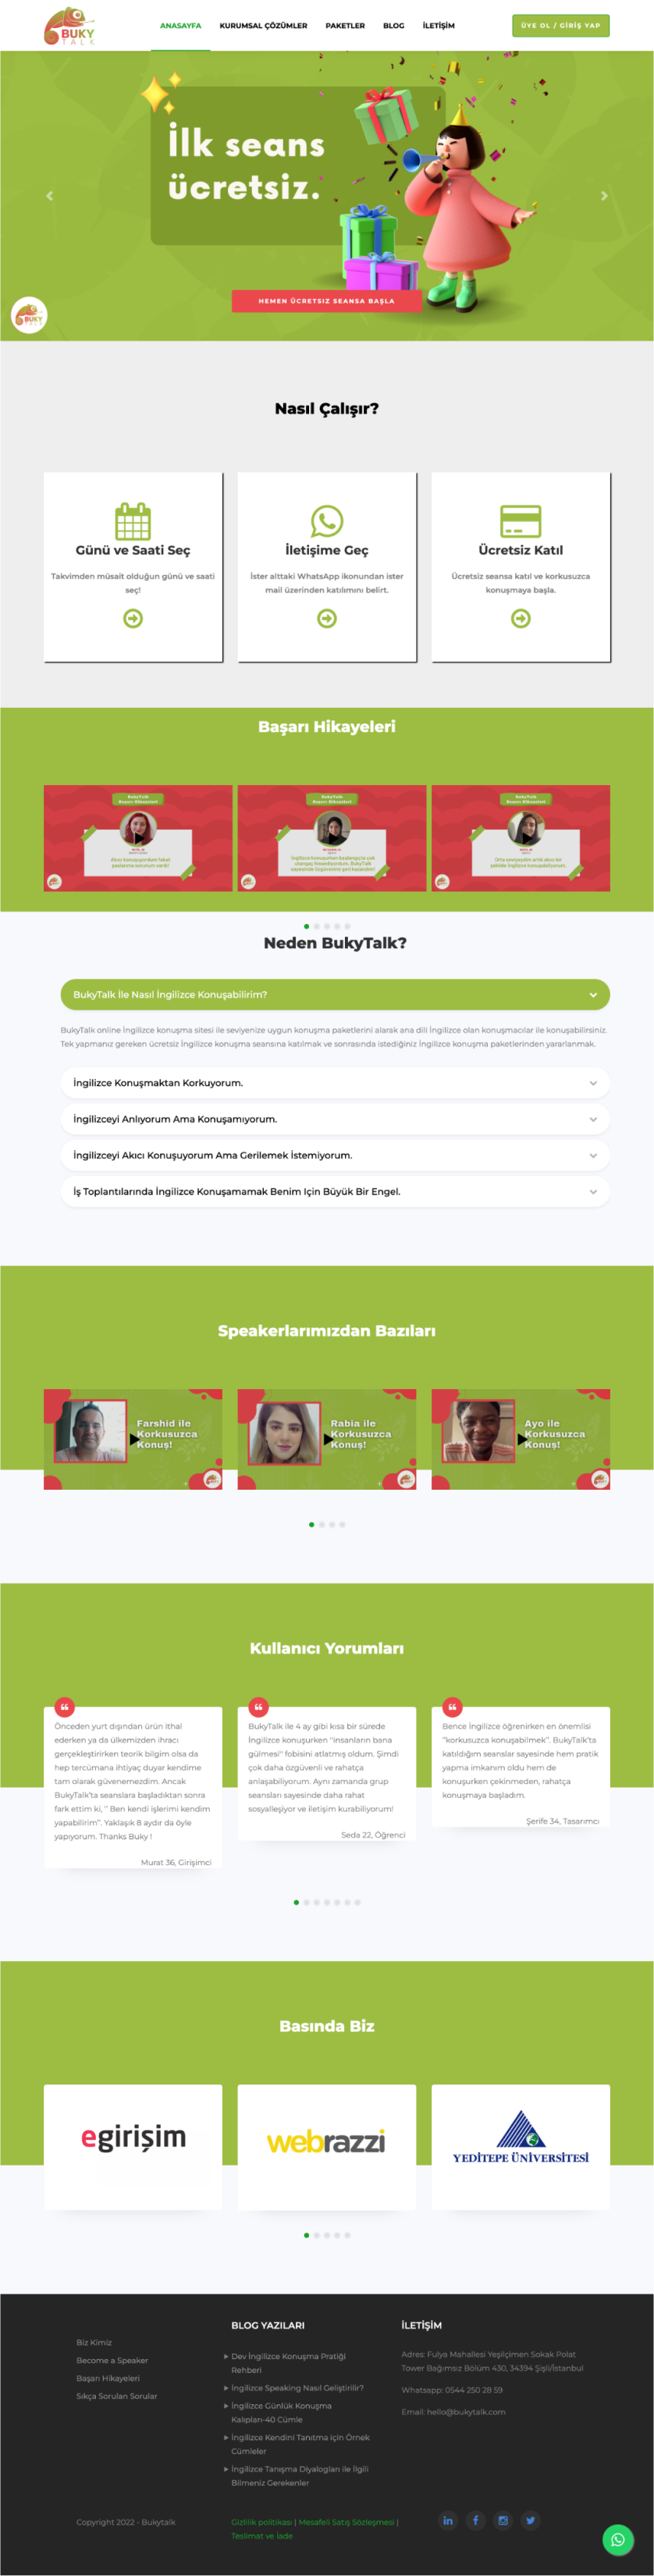 BUKY
TALK
ANASAYFA
KURUMSAL ÇÖZÜMLER
PAKETLER
BLOG
İLETİŞİM
ÜYE OL / GİRİŞ YAP
İlk seans
ücretsiz.
HEMEN ÜCRETSIZ SEANSA BAŞLA
BUKY
Nasıl Çalışır?
Günü ve Saati Seç
Takvimden müsait olduğun günü ve saati
seç!
İletişime Geç
İster alttaki WhatsApp ikonundan ister
mail üzerinden katılımını belirt.
Ücretsiz Katıl
Ücretsiz seansa katıl ve korkusuzca
konuşmaya başla.
Başarı Hikayeleri
BukyTalk
Başarı Hikayeleri
BukyTalk
Başarı Hikayeleri
BukyTalk
Başarı Hikayeleri
Neden BukyTalk?
BukyTalk İle Nasıl İngilizce Konuşabilirim?
BukyTalk online İngilizce konuşma sitesi ile seviyenize uygun konuşma paketlerini alarak ana dili İngilizce olan konuşmacılar ile konuşabilirsiniz.
Tek yapmanız gereken ücretsiz İngilizce konuşma seansına katılmak ve sonrasında istediğiniz İngilizce konuşma paketlerinden yararlanmak.
İngilizce Konuşmaktan Korkuyorum.
İngilizceyi Anlıyorum Ama Konuşamıyorum.
İngilizceyi Akıcı Konuşuyorum Ama Gerilemek İstemiyorum.
İş Toplantılarında İngilizce Konuşamamak Benim Için Büyük Bir Engel.
Speakerlarımızdan Bazıları
Farshid ile
Korkusuzca
Konuş!
Rabia ile
Korkusuzca
Konuş!
Ayo ile
Korkusuzca
Konuş!
Kullanıcı Yorumları
Önceden yurt dışından ürün ithal
ederken ya da ülkemizden ihracı
gerçekleştirirken teorik bilgim olsa da
hep tercümana ihtiyaç duyar kendime
tam olarak güvenemezdim. Ancak
BukyTalk'ta seanslara başladıktan sonra
fark ettim ki, " Ben kendi işlerimi kendim
yapabilirim". Yaklaşık 8 aydır da öyle
yapıyorum. Thanks Buky !
Murat 36, Girişimci
BukyTalk ile 4 ay gibi kısa bir sürede
İngilizce konuşurken "insanların bana
gülmesi" fobisini atlatmış oldum. Şimdi
çok daha özgüvenli ve rahatça
anlaşabiliyorum. Aynı zamanda grup
seansları sayesinde daha rahat
sosyalleşiyor ve iletişim kurabiliyorum!
Seda 22, Öğrenci
Bence İngilizce öğrenirken en önemlisi
"korkusuzca konuşabilmek". BukyTalk'ta
katıldığım seanslar sayesinde hem pratik
yapma imkanım oldu hem de
konuşurken çekinmeden, rahatça
konuşmaya başladım.
Şerife 34, Tasarımcı
Basında Biz
egirişim
webrazzi
YEDİTEPE ÜNİVERSİTESİ
Biz Kimiz
Become a Speaker
Başarı Hikayeleri
Sıkça Sorulan Sorular
BLOG YAZILARI
Dev İngilizce Konuşma Pratiği
Rehberi
İngilizce Speaking Nasıl Geliştirilir?
İngilizce Günlük Konuşma
Kalıpları-40 Cümle
İngilizce Kendini Tanıtma İçin Örnek
Cümleler
İngilizce Tanışma Diyalogları ile İlgili
Bilmeniz Gerekenler
İLETİŞİM
Adres: Fulya Mahallesi Yeşilçimen Sokak Polat
Tower Bağımsız Bölüm 430, 34394 Şişli/İstanbul
Whatsapp: 0544 250 28 59
Email: hello@bukytalk.com
Copyright 2022 - Bukytalk
Gizlilik politikası | Mesafeli Satış Sözleşmesi |
Teslimat ve İade